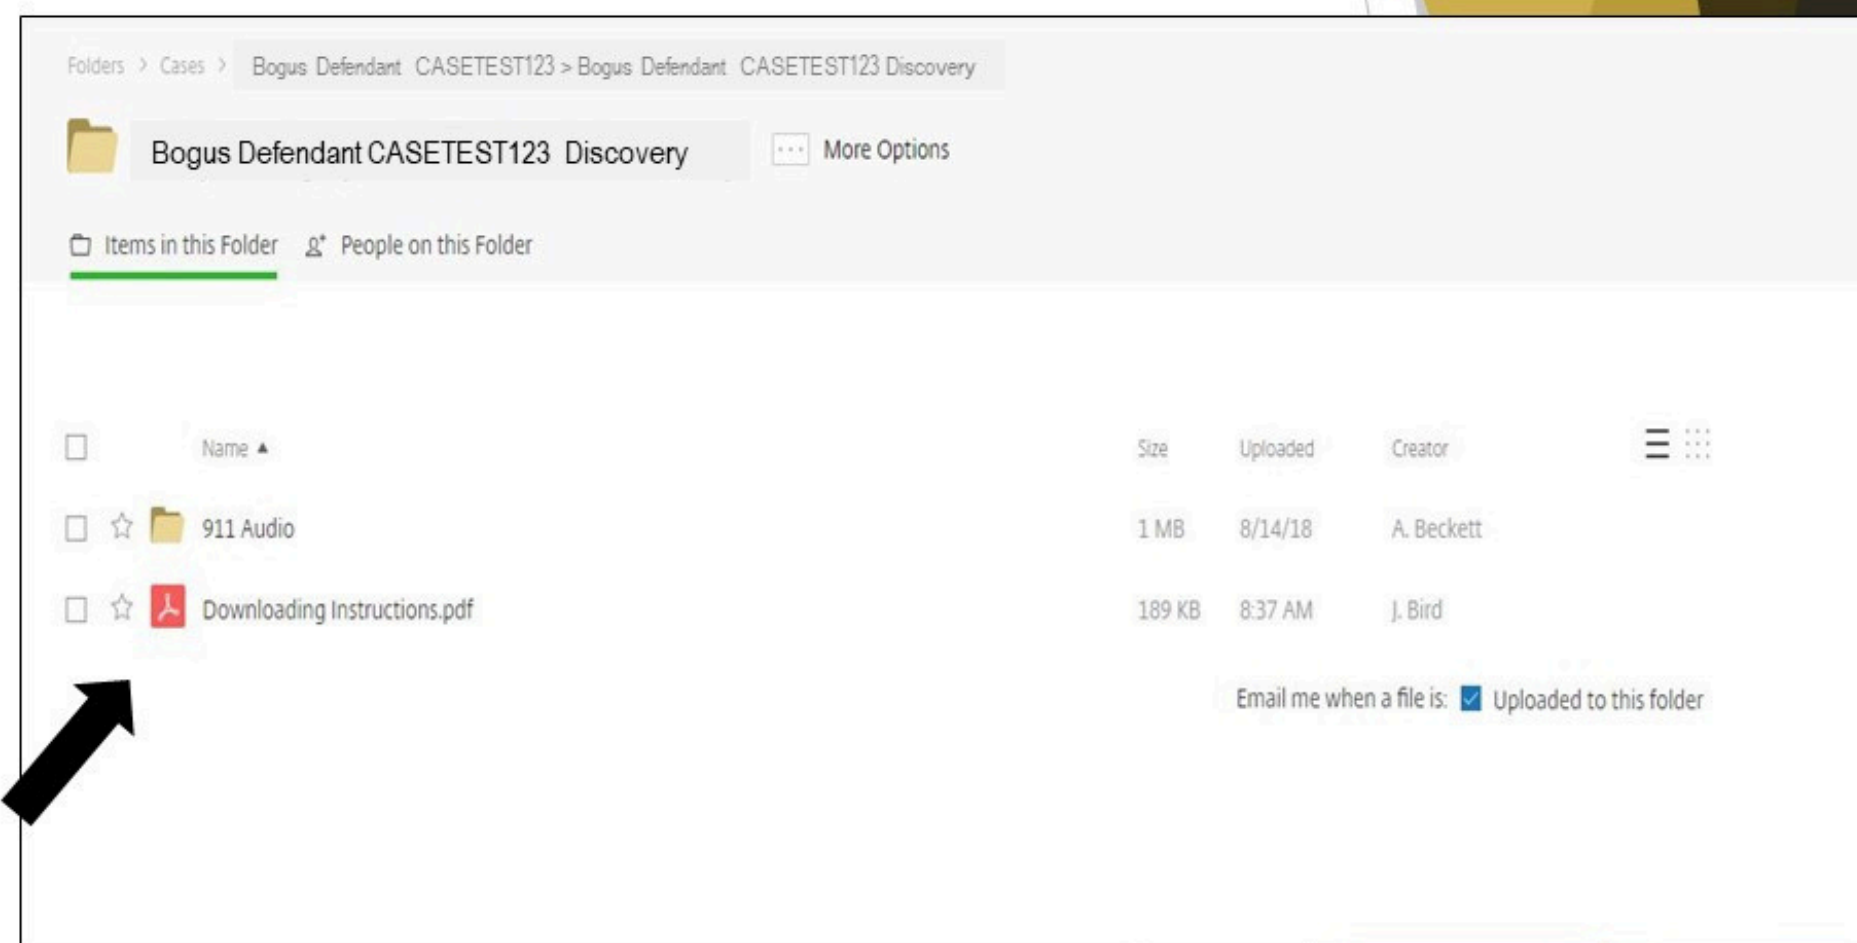 Folders > Cases > Bogus Defendant CASETEST123 > Bogus Defendant CASETEST123 Discovery
Bogus Defendant CASETEST123 Discovery ... More Options
Items in this Folder People on this Folder
Name ▲ Size Uploaded Creator
911 Audio 1 MB 8/14/18 A. Beckett
Downloading Instructions.pdf 189 KB 8:37 AM J. Bird
Email me when a file is: Uploaded to this folder